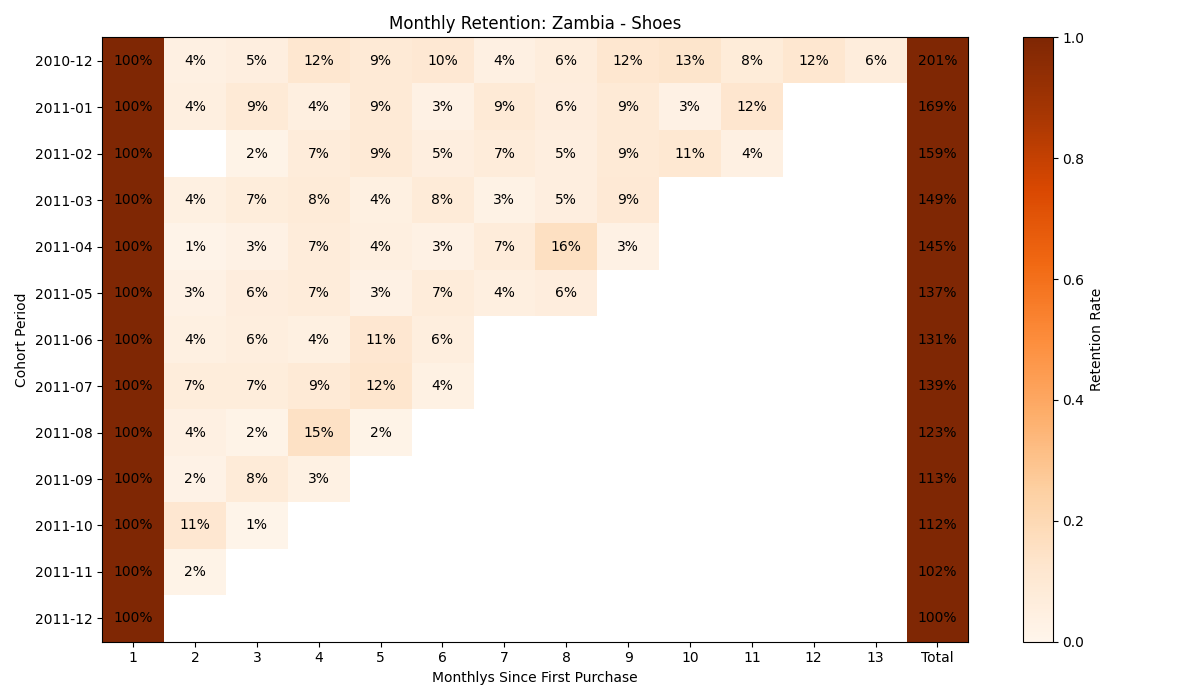 Monthly Retention: Zambia - Shoes
2010-12 100% 4% 5% 12% 9% 10% 4% 6% 12% 13% 8% 12% 6% 201%
2011-01 100% 4% 9% 4% 9% 3% 9% 6% 9% 3% 12% 169%
2011-02 100% 2% 7% 9% 5% 7% 5% 9% 11% 4% 159%
2011-03 100% 4% 7% 8% 4% 8% 3% 5% 9% 149%
2011-04 100% 1% 3% 7% 4% 3% 7% 16% 3% 145%
2011-05 100% 3% 6% 7% 3% 7% 4% 6% 137%
2011-06 100% 4% 6% 4% 11% 6% 131%
2011-07 100% 7% 7% 9% 12% 4% 139%
2011-08 100% 4% 2% 15% 2% 123%
2011-09 100% 2% 8% 3% 113%
2011-10 100% 11% 1% 112%
2011-11 100% 2% 102%
2011-12 100% 100%
1 2 3 4 5 6 7 8 9 10 11 12 13 Total
Monthlys Since First Purchase
Cohort Period
1.0
0.8
0.6
0.4
0.2
0.0
Retention Rate